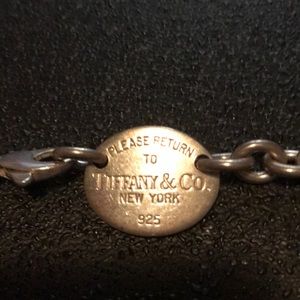 PLEASE RETURN
TO
TIFFANY & CO.
NEW YORK
925